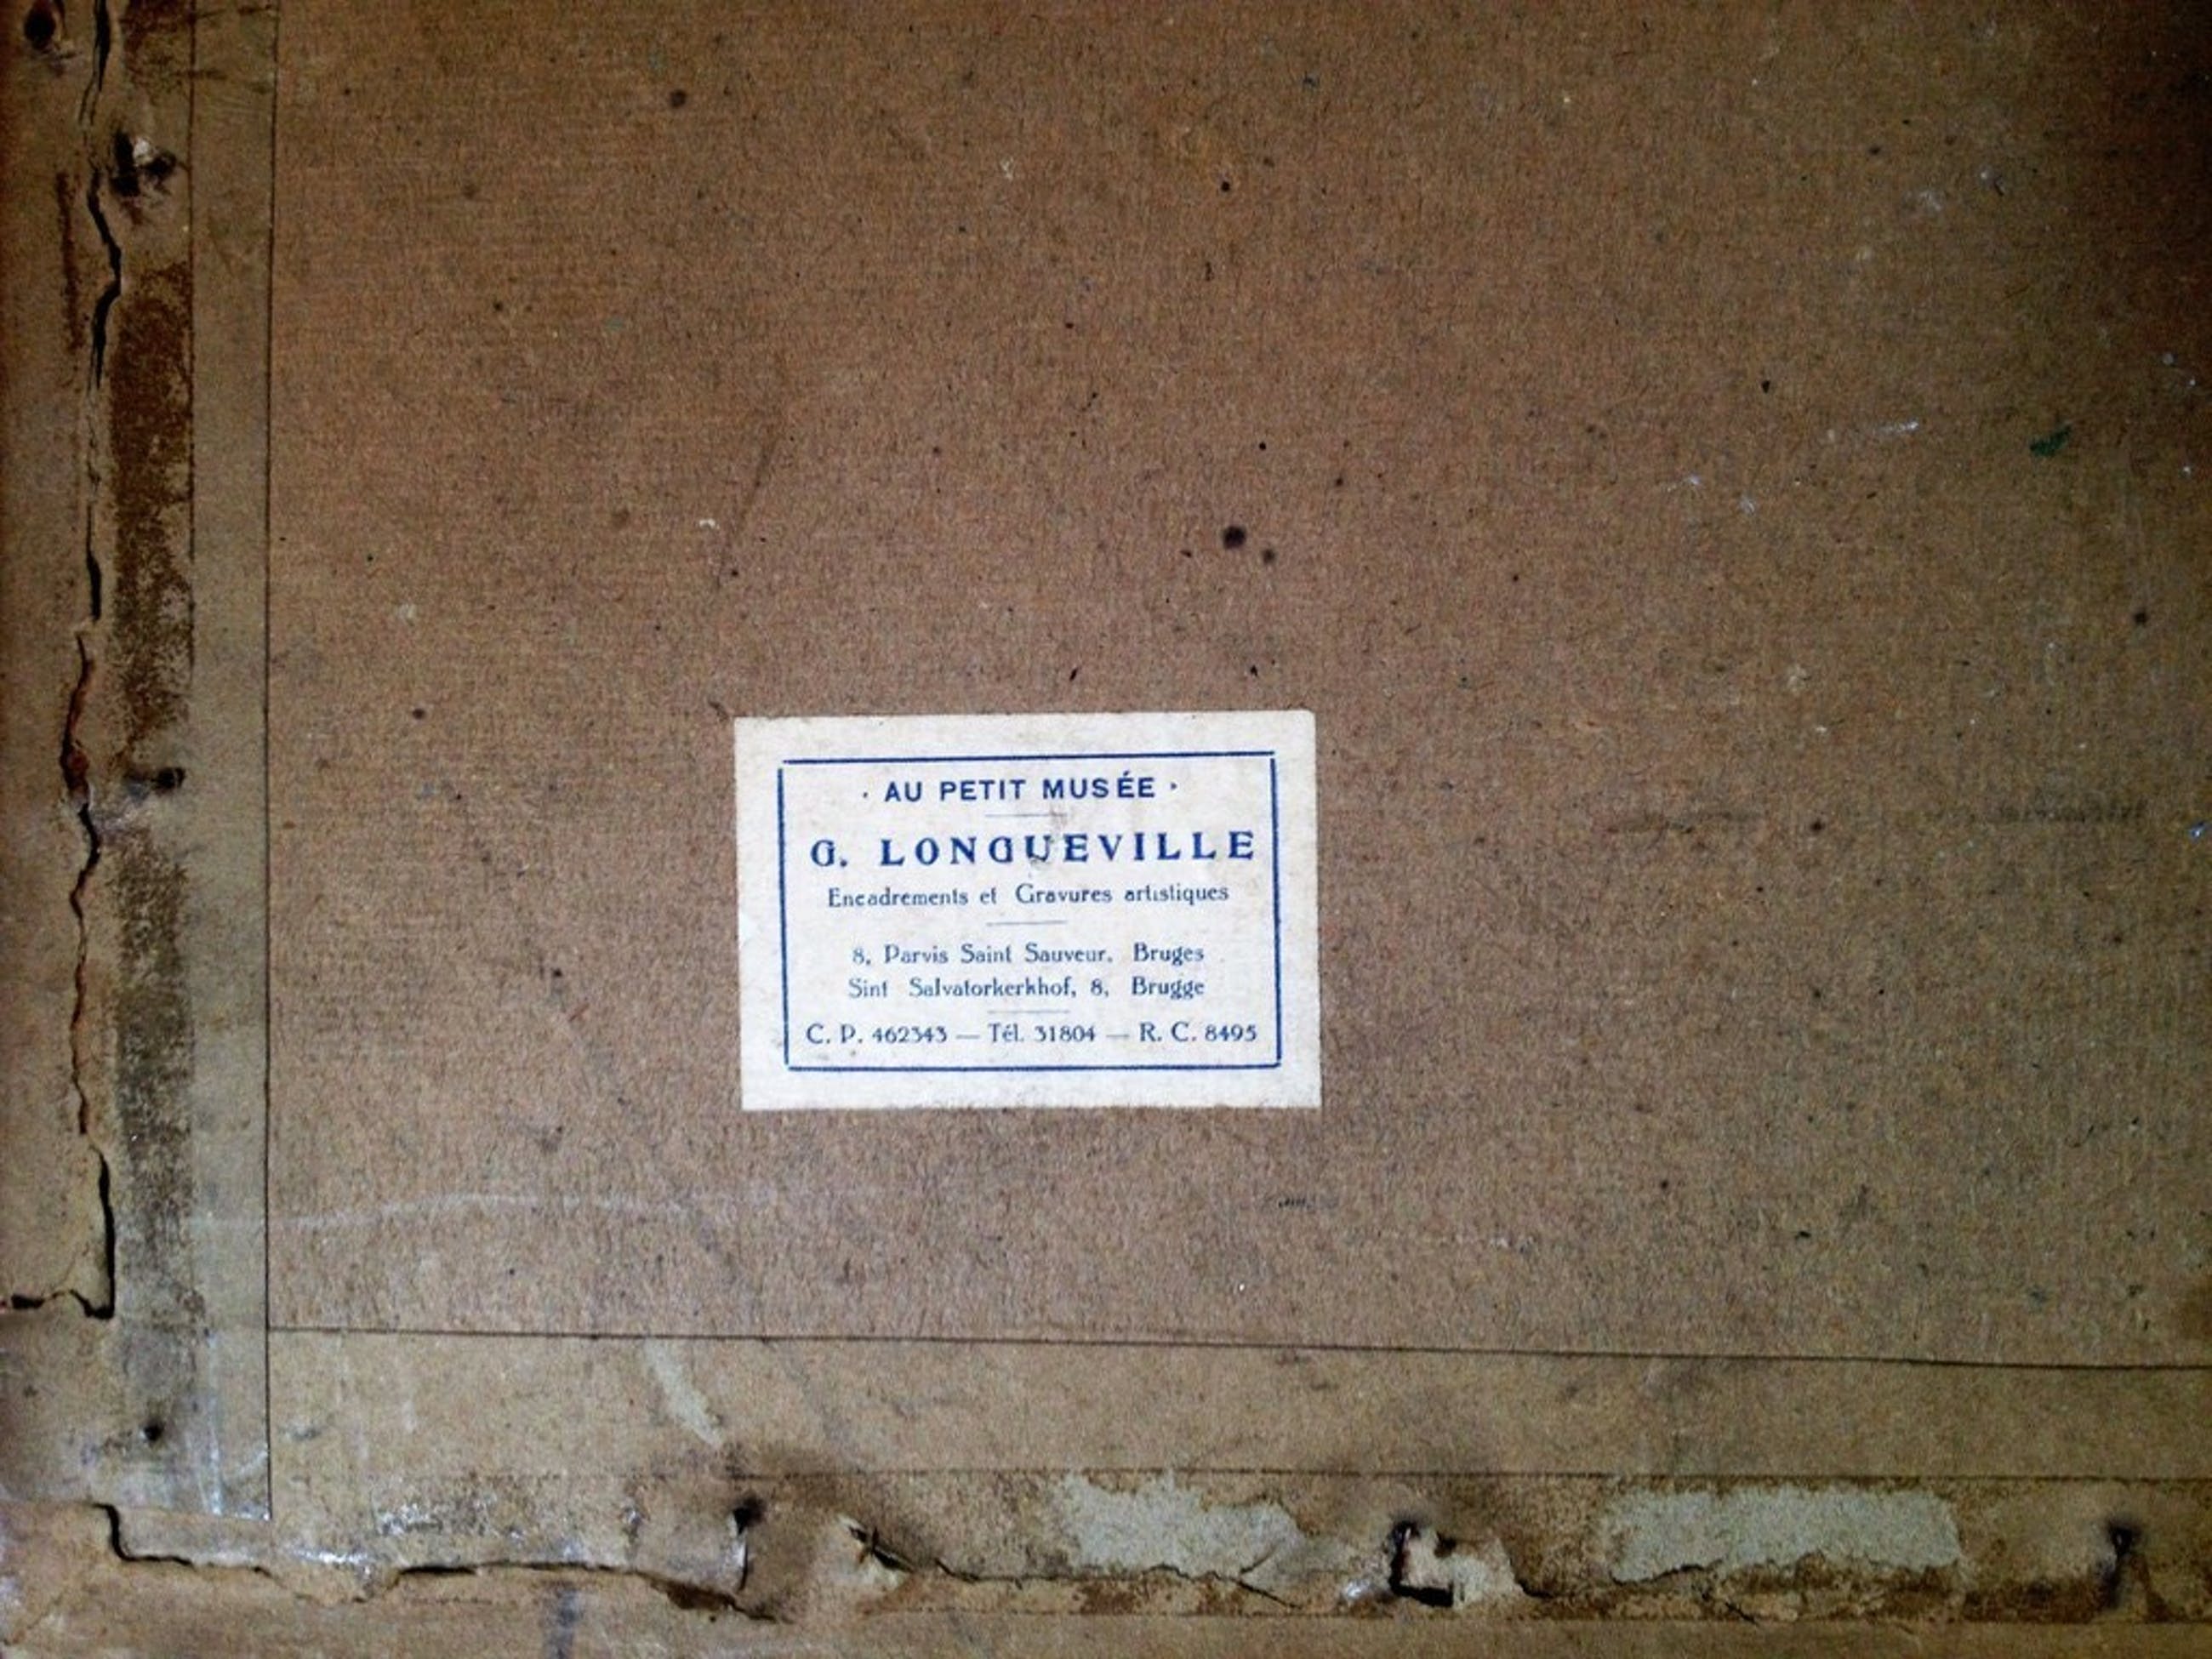 · AU PETIT MUSÉE ·
G. LONGUEVILLE
Encadrements et Gravures artistiques
8, Parvis Saint Sauveur, Bruges
Sint Salvatorkerkhof, 8, Brugge
C. P. 462343 — Tél. 31804 — R. C. 8495